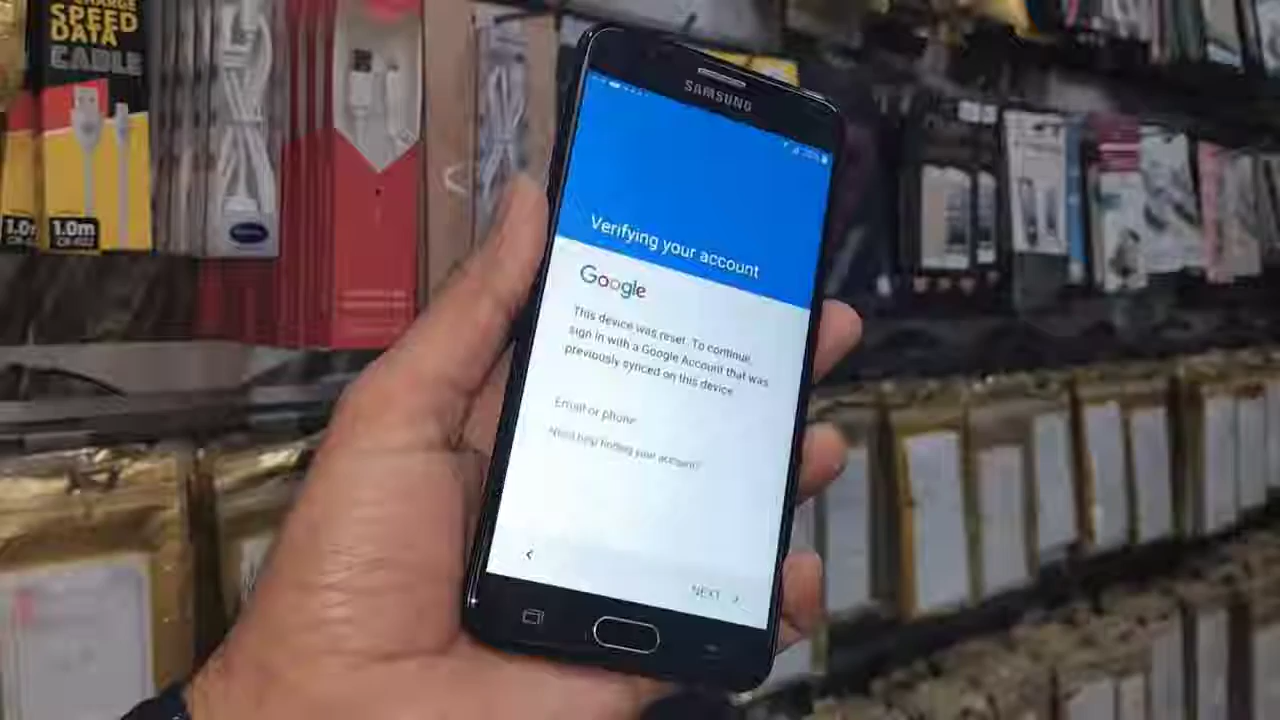 CHARGE
SPEED
DATA
CABLE
1.0m
1.0m
SAMSUNG
Verifying your account
Google
This device was reset. To continue,
sign in with a Google Account that was
previously synced on this device.
Email or phone
Need help finding your account?
NEXT